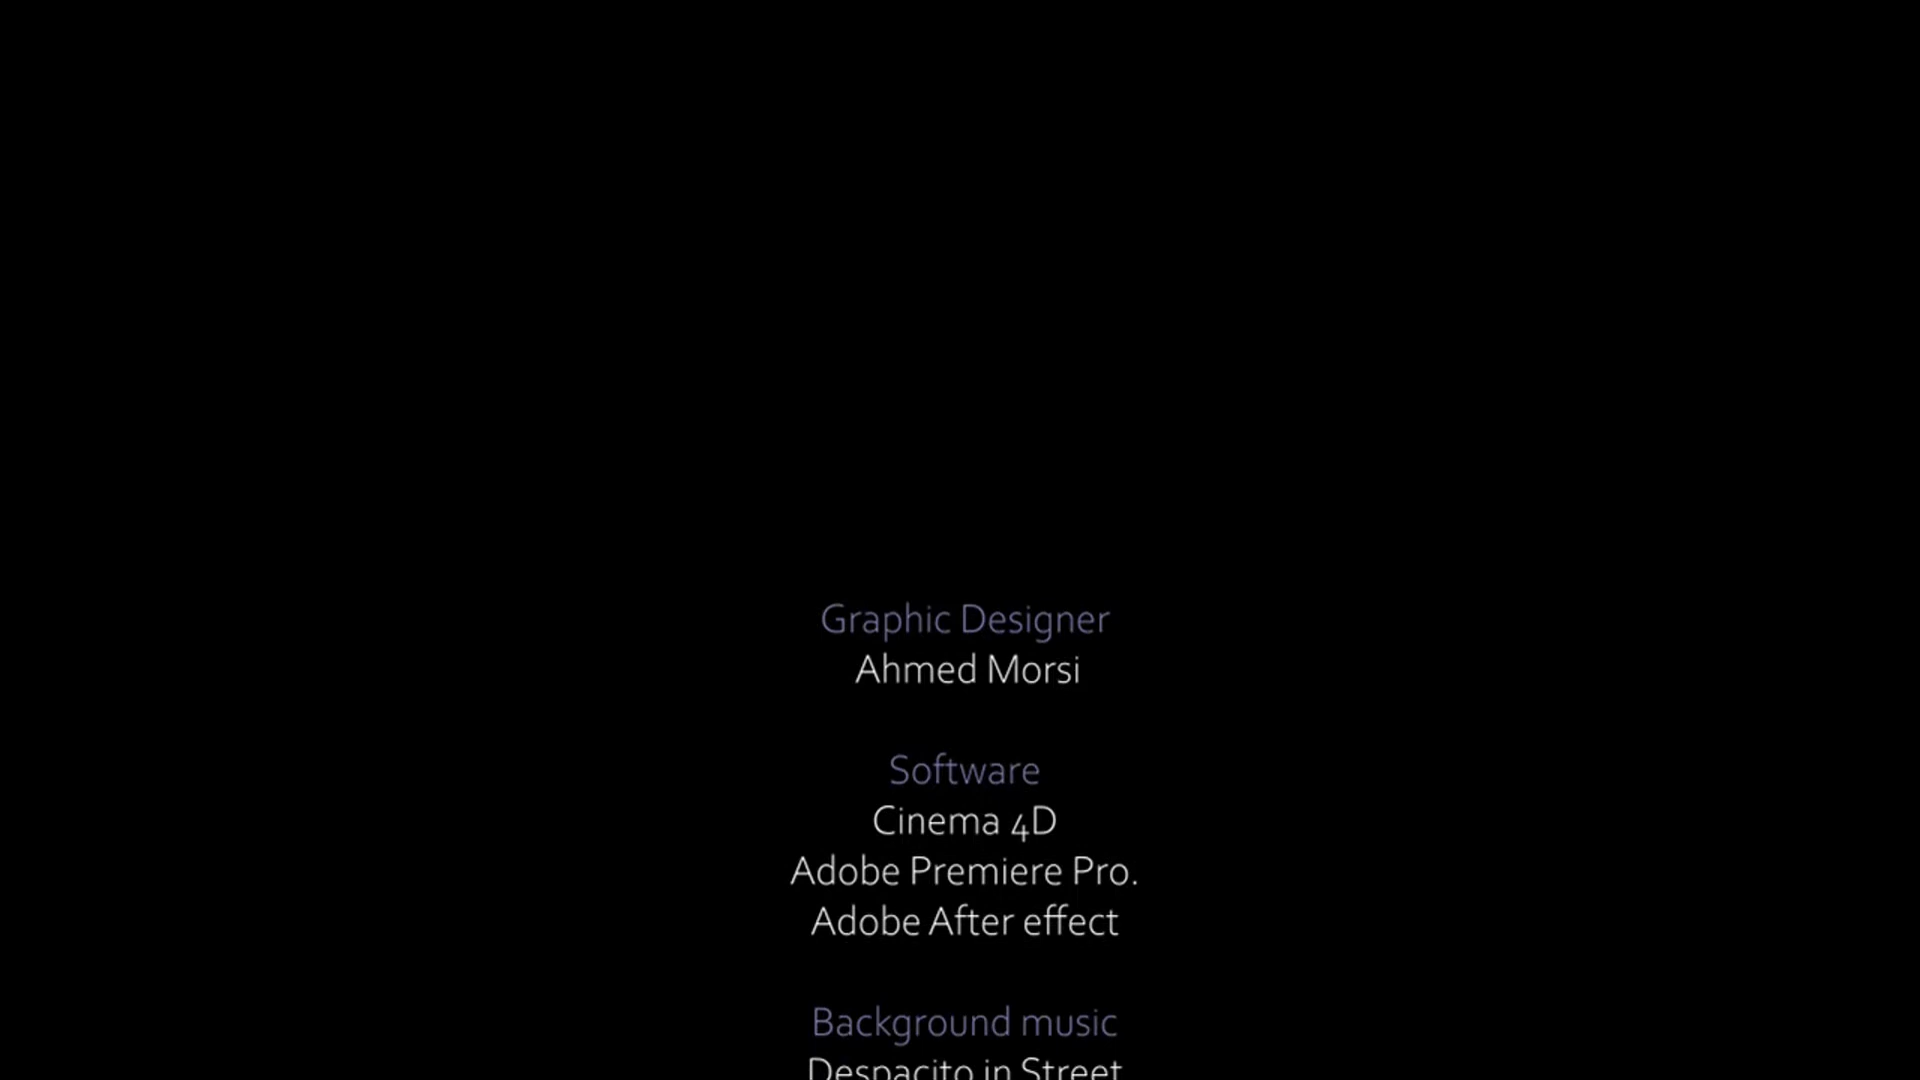 Graphic Designer
Ahmed Morsi
Software
Cinema 4D
Adobe Premiere Pro.
Adobe After effect
Background music
Despacito in Street